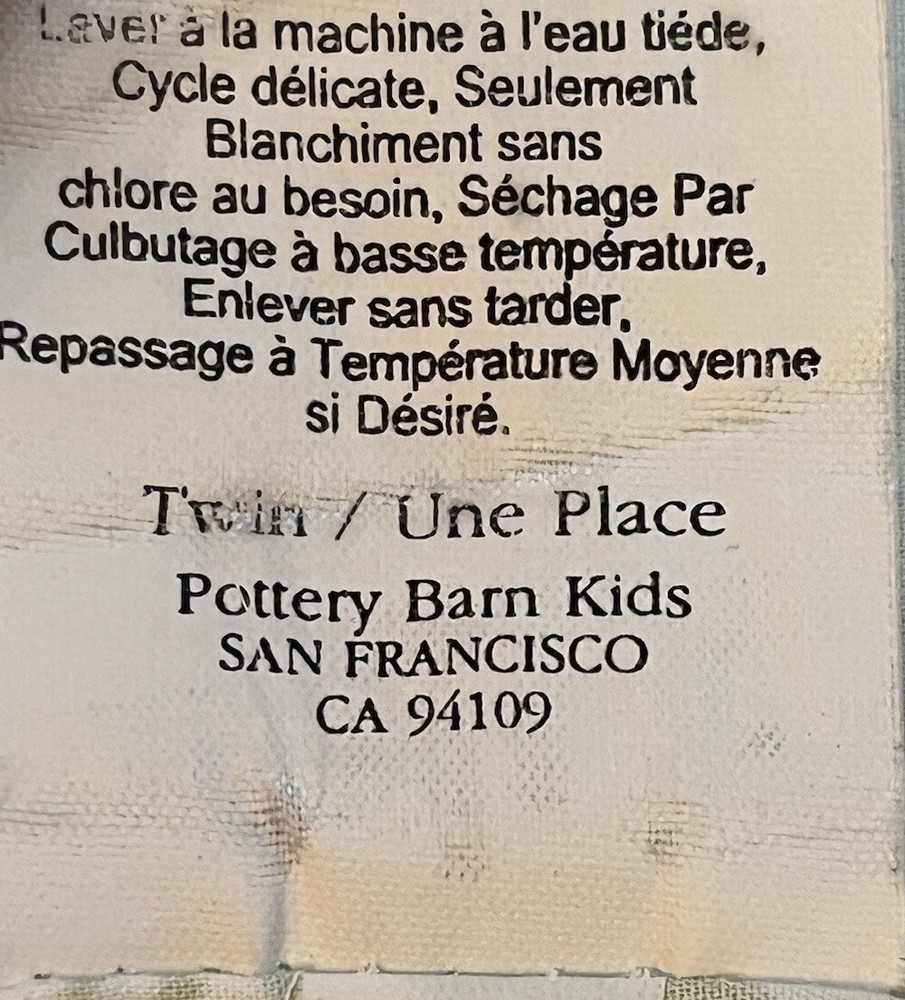 Laver à la machine à l'eau tiéde,
Cycle délicate, Seulement
Blanchiment sans
chlore au besoin, Séchage Par
Culbutage à basse température,
Enlever sans tarder,
Repassage à Température Moyenne
si Désiré.
Twin / Une Place
Pottery Barn Kids
SAN FRANCISCO
CA 94109